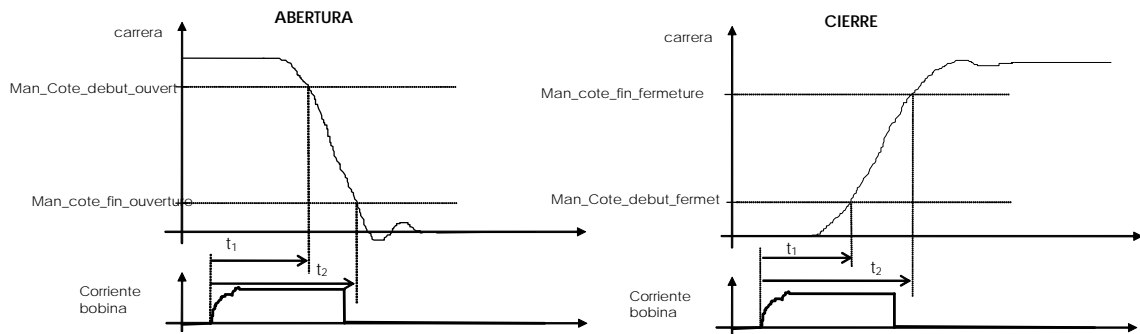 ABERTURA
carrera
Man_Cote_debut_ouvert
Man_cote_fin_ouverture
t1
t2
Corriente
bobina
CIERRE
carrera
Man_cote_fin_fermeture
Man_Cote_debut_fermet
t1
t2
Corriente
bobina